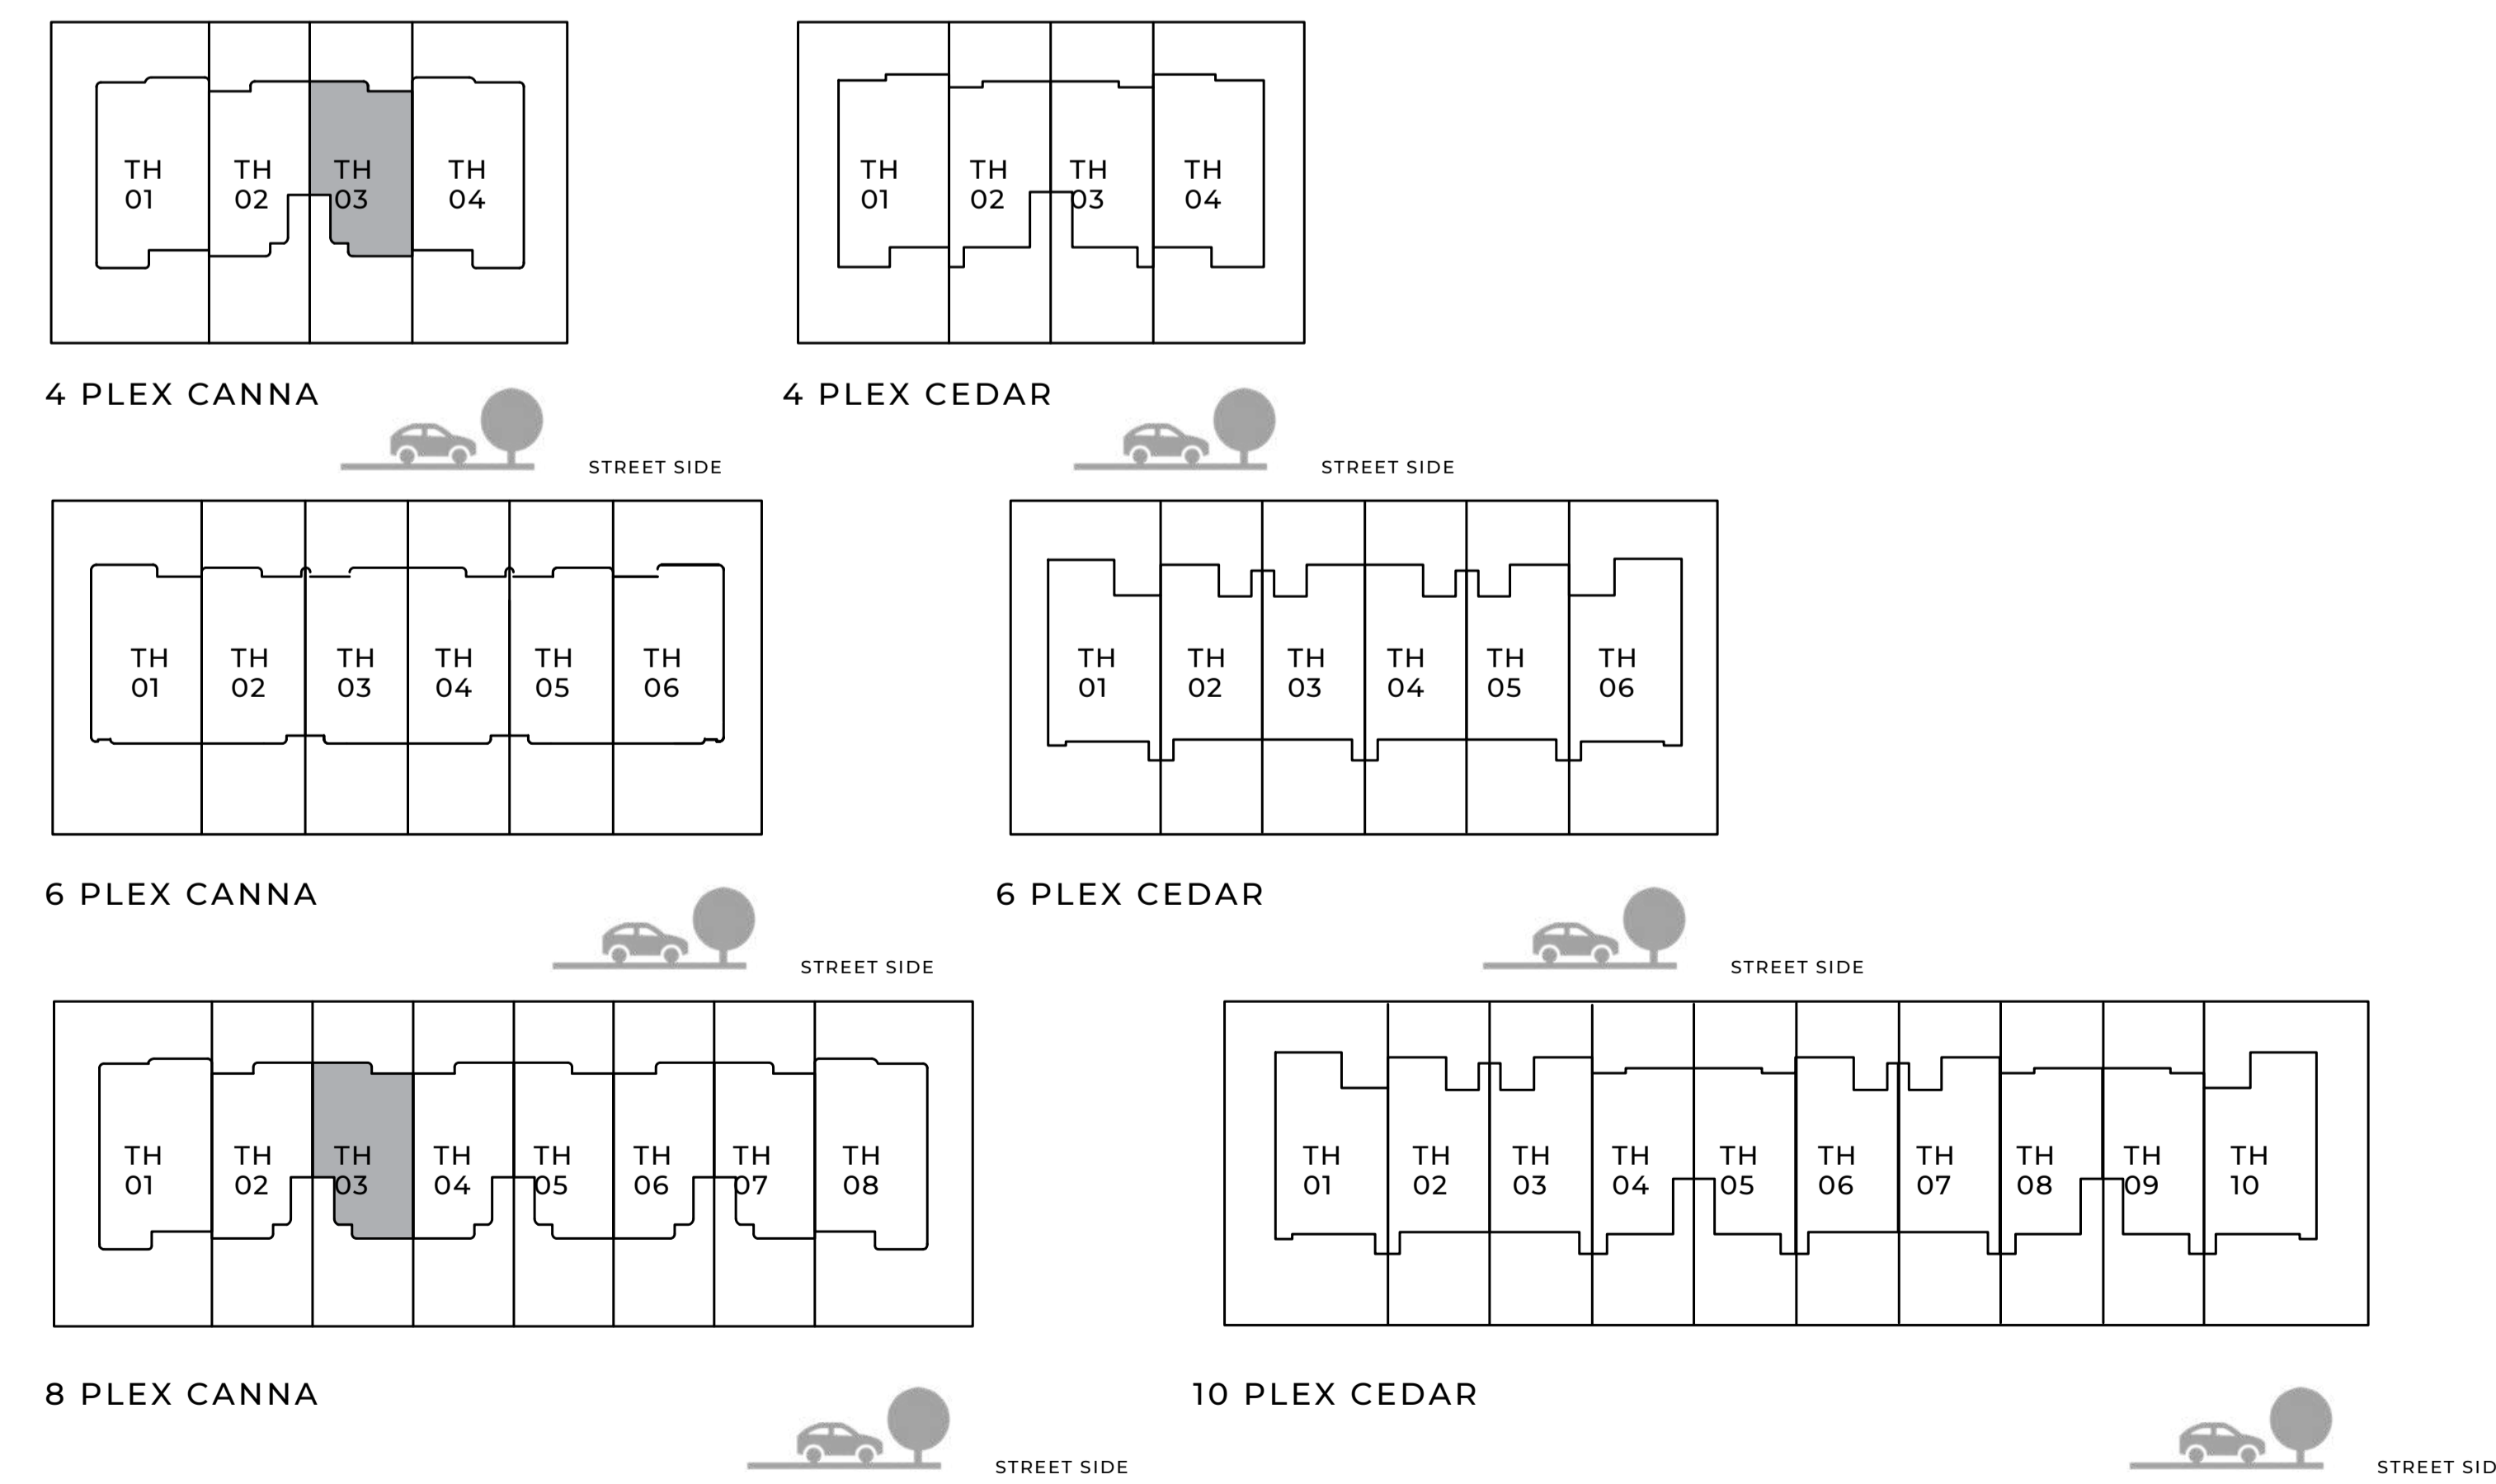 TH
01
TH
02
TH
03
TH
04
4 PLEX CANNA
STREET SIDE
TH
01
TH
02
TH
03
TH
04
4 PLEX CEDAR
STREET SIDE
TH
01
TH
02
TH
03
TH
04
TH
05
TH
06
6 PLEX CANNA
STREET SIDE
TH
01
TH
02
TH
03
TH
04
TH
05
TH
06
6 PLEX CEDAR
STREET SIDE
TH
01
TH
02
TH
03
TH
04
TH
05
TH
06
TH
07
TH
08
8 PLEX CANNA
STREET SIDE
TH
01
TH
02
TH
03
TH
04
TH
05
TH
06
TH
07
TH
08
TH
09
TH
10
10 PLEX CEDAR
STREET SID